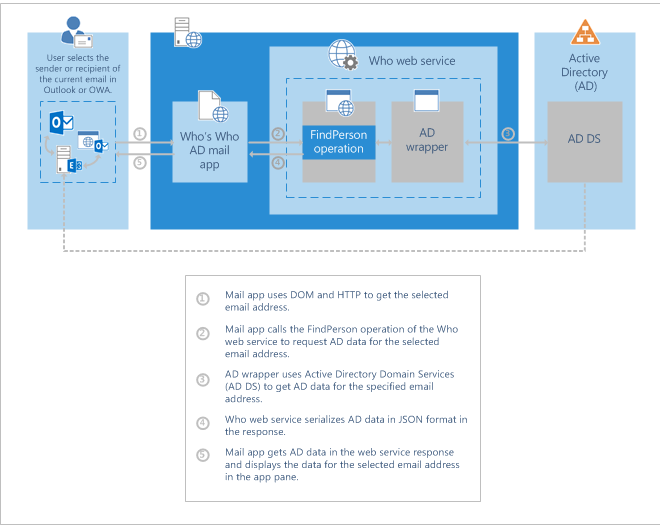 User selects the
sender or recipient of
the current email in
Outlook or OWA.
Who web service
Active
Directory
(AD)
Who's Who
AD mail
app
FindPerson
operation
AD
wrapper
AD DS
1
2
3
4
5
1 Mail app uses DOM and HTTP to get the selected
email address.
2 Mail app calls the FindPerson operation of the Who
web service to request AD data for the selected
email address.
3 AD wrapper uses Active Directory Domain Services
(AD DS) to get AD data for the specified email
address.
4 Who web service serializes AD data in JSON format in
the response.
5 Mail app gets AD data in the web service response
and displays the data for the selected email address
in the app pane.